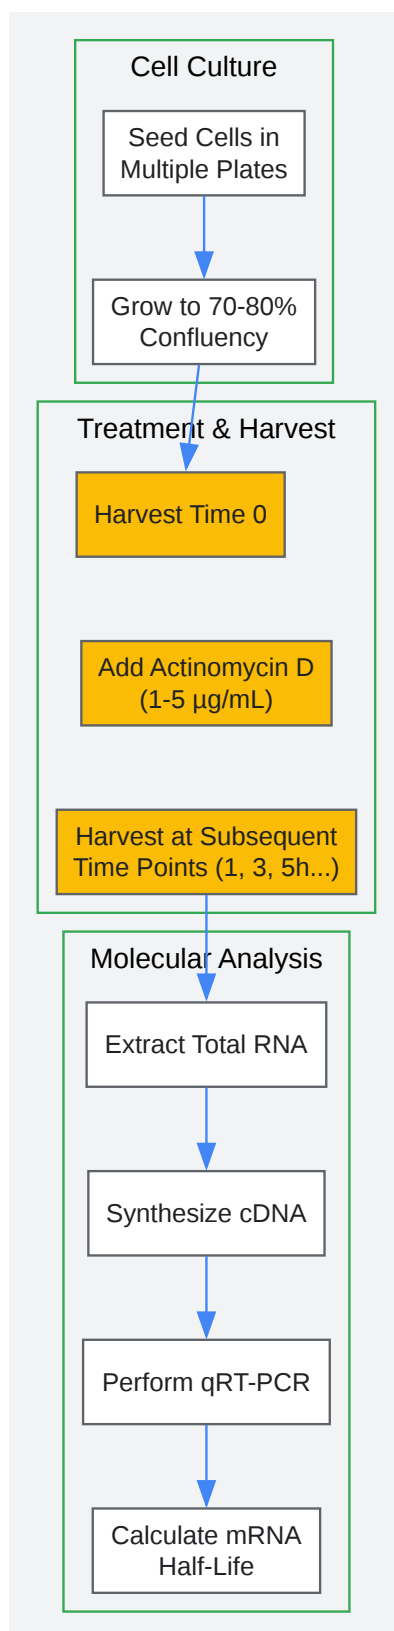 Cell Culture
Seed Cells in
Multiple Plates
Grow to 70-80%
Confluency
Treatment & Harvest
Harvest Time 0
Add Actinomycin D
(1-5 µg/mL)
Harvest at Subsequent
Time Points (1, 3, 5h...)
Molecular Analysis
Extract Total RNA
Synthesize cDNA
Perform qRT-PCR
Calculate mRNA
Half-Life